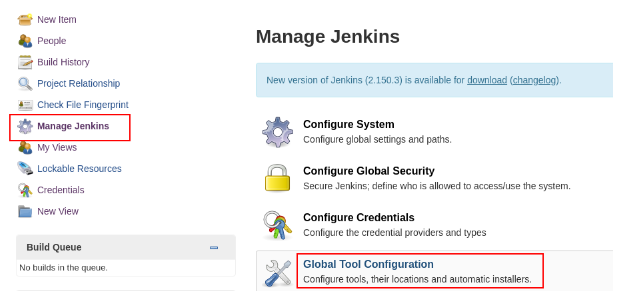 New Item
People
Build History
Project Relationship
Check File Fingerprint
Manage Jenkins
My Views
Lockable Resources
Credentials
New View
Build Queue
No builds in the queue.
Manage Jenkins
New version of Jenkins (2.150.3) is available for download (changelog).
Configure System
Configure global settings and paths.
Configure Global Security
Secure Jenkins; define who is allowed to access/use the system.
Configure Credentials
Configure the credential providers and types
Global Tool Configuration
Configure tools, their locations and automatic installers.